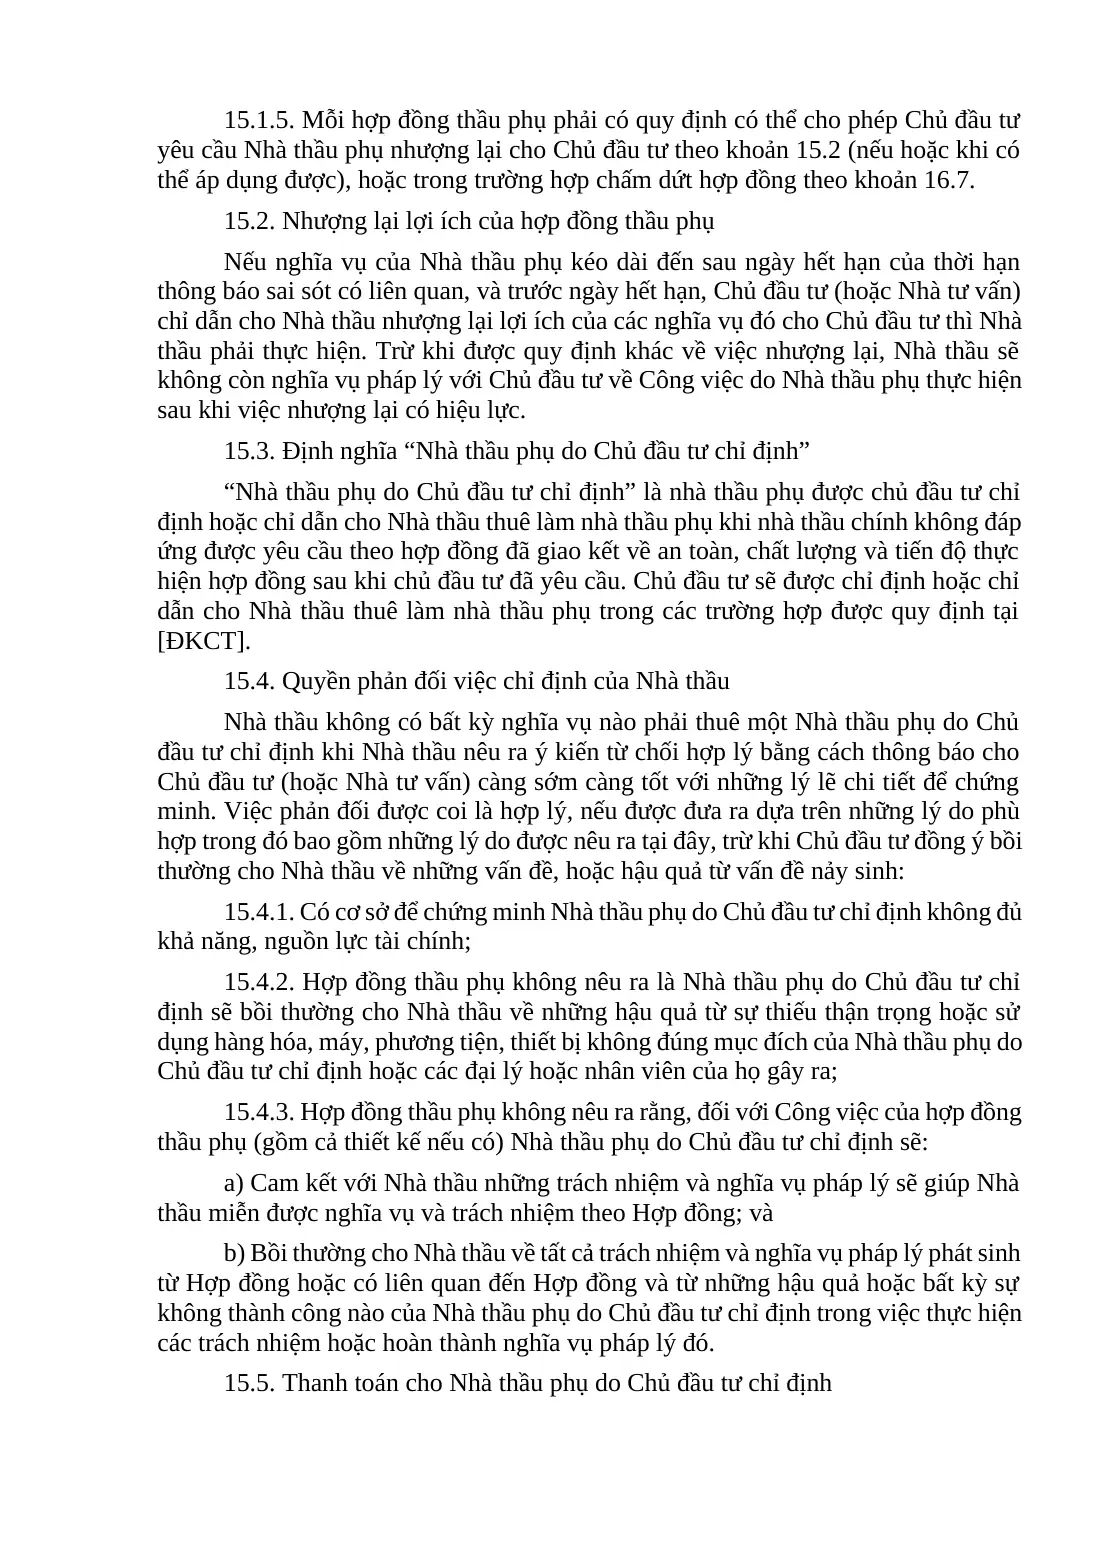 15.1.5. Mỗi hợp đồng thầu phụ phải có quy định có thể cho phép Chủ đầu tư
yêu cầu Nhà thầu phụ nhượng lại cho Chủ đầu tư theo khoản 15.2 (nếu hoặc khi có
thể áp dụng được), hoặc trong trường hợp chấm dứt hợp đồng theo khoản 16.7.
15.2. Nhượng lại lợi ích của hợp đồng thầu phụ
Nếu nghĩa vụ của Nhà thầu phụ kéo dài đến sau ngày hết hạn của thời hạn
thông báo sai sót có liên quan, và trước ngày hết hạn, Chủ đầu tư (hoặc Nhà tư vấn)
chỉ dẫn cho Nhà thầu nhượng lại lợi ích của các nghĩa vụ đó cho Chủ đầu tư thì Nhà
thầu phải thực hiện. Trừ khi được quy định khác về việc nhượng lại, Nhà thầu sẽ
không còn nghĩa vụ pháp lý với Chủ đầu tư về Công việc do Nhà thầu phụ thực hiện
sau khi việc nhượng lại có hiệu lực.
15.3. Định nghĩa “Nhà thầu phụ do Chủ đầu tư chỉ định”
“Nhà thầu phụ do Chủ đầu tư chỉ định” là nhà thầu phụ được chủ đầu tư chỉ
định hoặc chỉ dẫn cho Nhà thầu thuê làm nhà thầu phụ khi nhà thầu chính không đáp
ứng được yêu cầu theo hợp đồng đã giao kết về an toàn, chất lượng và tiến độ thực
hiện hợp đồng sau khi chủ đầu tư đã yêu cầu. Chủ đầu tư sẽ được chỉ định hoặc chỉ
dẫn cho Nhà thầu thuê làm nhà thầu phụ trong các trường hợp được quy định tại
[ĐKCT].
15.4. Quyền phản đối việc chỉ định của Nhà thầu
Nhà thầu không có bất kỳ nghĩa vụ nào phải thuê một Nhà thầu phụ do Chủ
đầu tư chỉ định khi Nhà thầu nêu ra ý kiến từ chối hợp lý bằng cách thông báo cho
Chủ đầu tư (hoặc Nhà tư vấn) càng sớm càng tốt với những lý lẽ chi tiết để chứng
minh. Việc phản đối được coi là hợp lý, nếu được đưa ra dựa trên những lý do phù
hợp trong đó bao gồm những lý do được nêu ra tại đây, trừ khi Chủ đầu tư đồng ý bồi
thường cho Nhà thầu về những vấn đề, hoặc hậu quả từ vấn đề nảy sinh:
15.4.1. Có cơ sở để chứng minh Nhà thầu phụ do Chủ đầu tư chỉ định không đủ
khả năng, nguồn lực tài chính;
15.4.2. Hợp đồng thầu phụ không nêu ra là Nhà thầu phụ do Chủ đầu tư chỉ
định sẽ bồi thường cho Nhà thầu về những hậu quả từ sự thiếu thận trọng hoặc sử
dụng hàng hóa, máy, phương tiện, thiết bị không đúng mục đích của Nhà thầu phụ do
Chủ đầu tư chỉ định hoặc các đại lý hoặc nhân viên của họ gây ra;
15.4.3. Hợp đồng thầu phụ không nêu ra rằng, đối với Công việc của hợp đồng
thầu phụ (gồm cả thiết kế nếu có) Nhà thầu phụ do Chủ đầu tư chỉ định sẽ:
a) Cam kết với Nhà thầu những trách nhiệm và nghĩa vụ pháp lý sẽ giúp Nhà
thầu miễn được nghĩa vụ và trách nhiệm theo Hợp đồng; và
b) Bồi thường cho Nhà thầu về tất cả trách nhiệm và nghĩa vụ pháp lý phát sinh
từ Hợp đồng hoặc có liên quan đến Hợp đồng và từ những hậu quả hoặc bất kỳ sự
không thành công nào của Nhà thầu phụ do Chủ đầu tư chỉ định trong việc thực hiện
các trách nhiệm hoặc hoàn thành nghĩa vụ pháp lý đó.
15.5. Thanh toán cho Nhà thầu phụ do Chủ đầu tư chỉ định